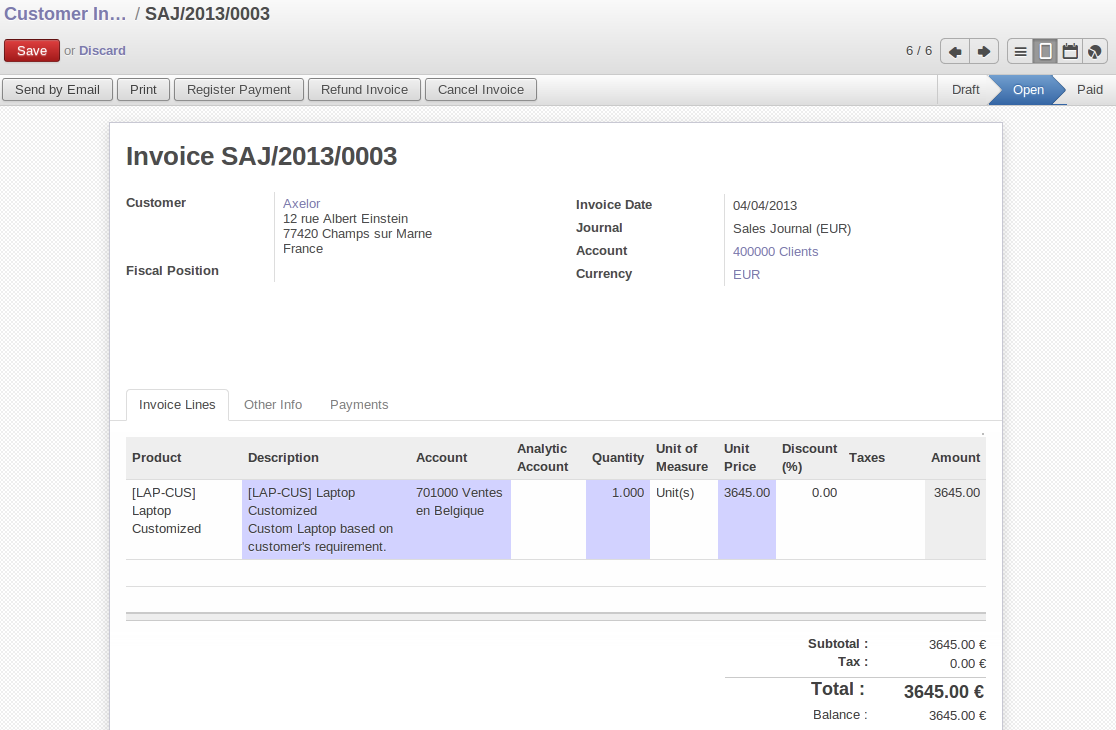 Customer In… / SAJ/2013/0003
Save or Discard
6 / 6
Send by Email Print Register Payment Refund Invoice Cancel Invoice
Draft Open Paid
Invoice SAJ/2013/0003
Customer
Axelor
12 rue Albert Einstein
77420 Champs sur Marne
France
Fiscal Position
Invoice Date 04/04/2013
Journal Sales Journal (EUR)
Account 400000 Clients
Currency EUR
Invoice Lines Other Info Payments
Product Description Account Analytic Account Quantity Unit of Measure Unit Price Discount (%) Taxes Amount
[LAP-CUS] Laptop Customized
[LAP-CUS] Laptop
Customized
Custom Laptop based on
customer's requirement.
701000 Ventes
en Belgique
1.000 Unit(s) 3645.00 0.00 3645.00
Subtotal : 3645.00 €
Tax : 0.00 €
Total : 3645.00 €
Balance : 3645.00 €